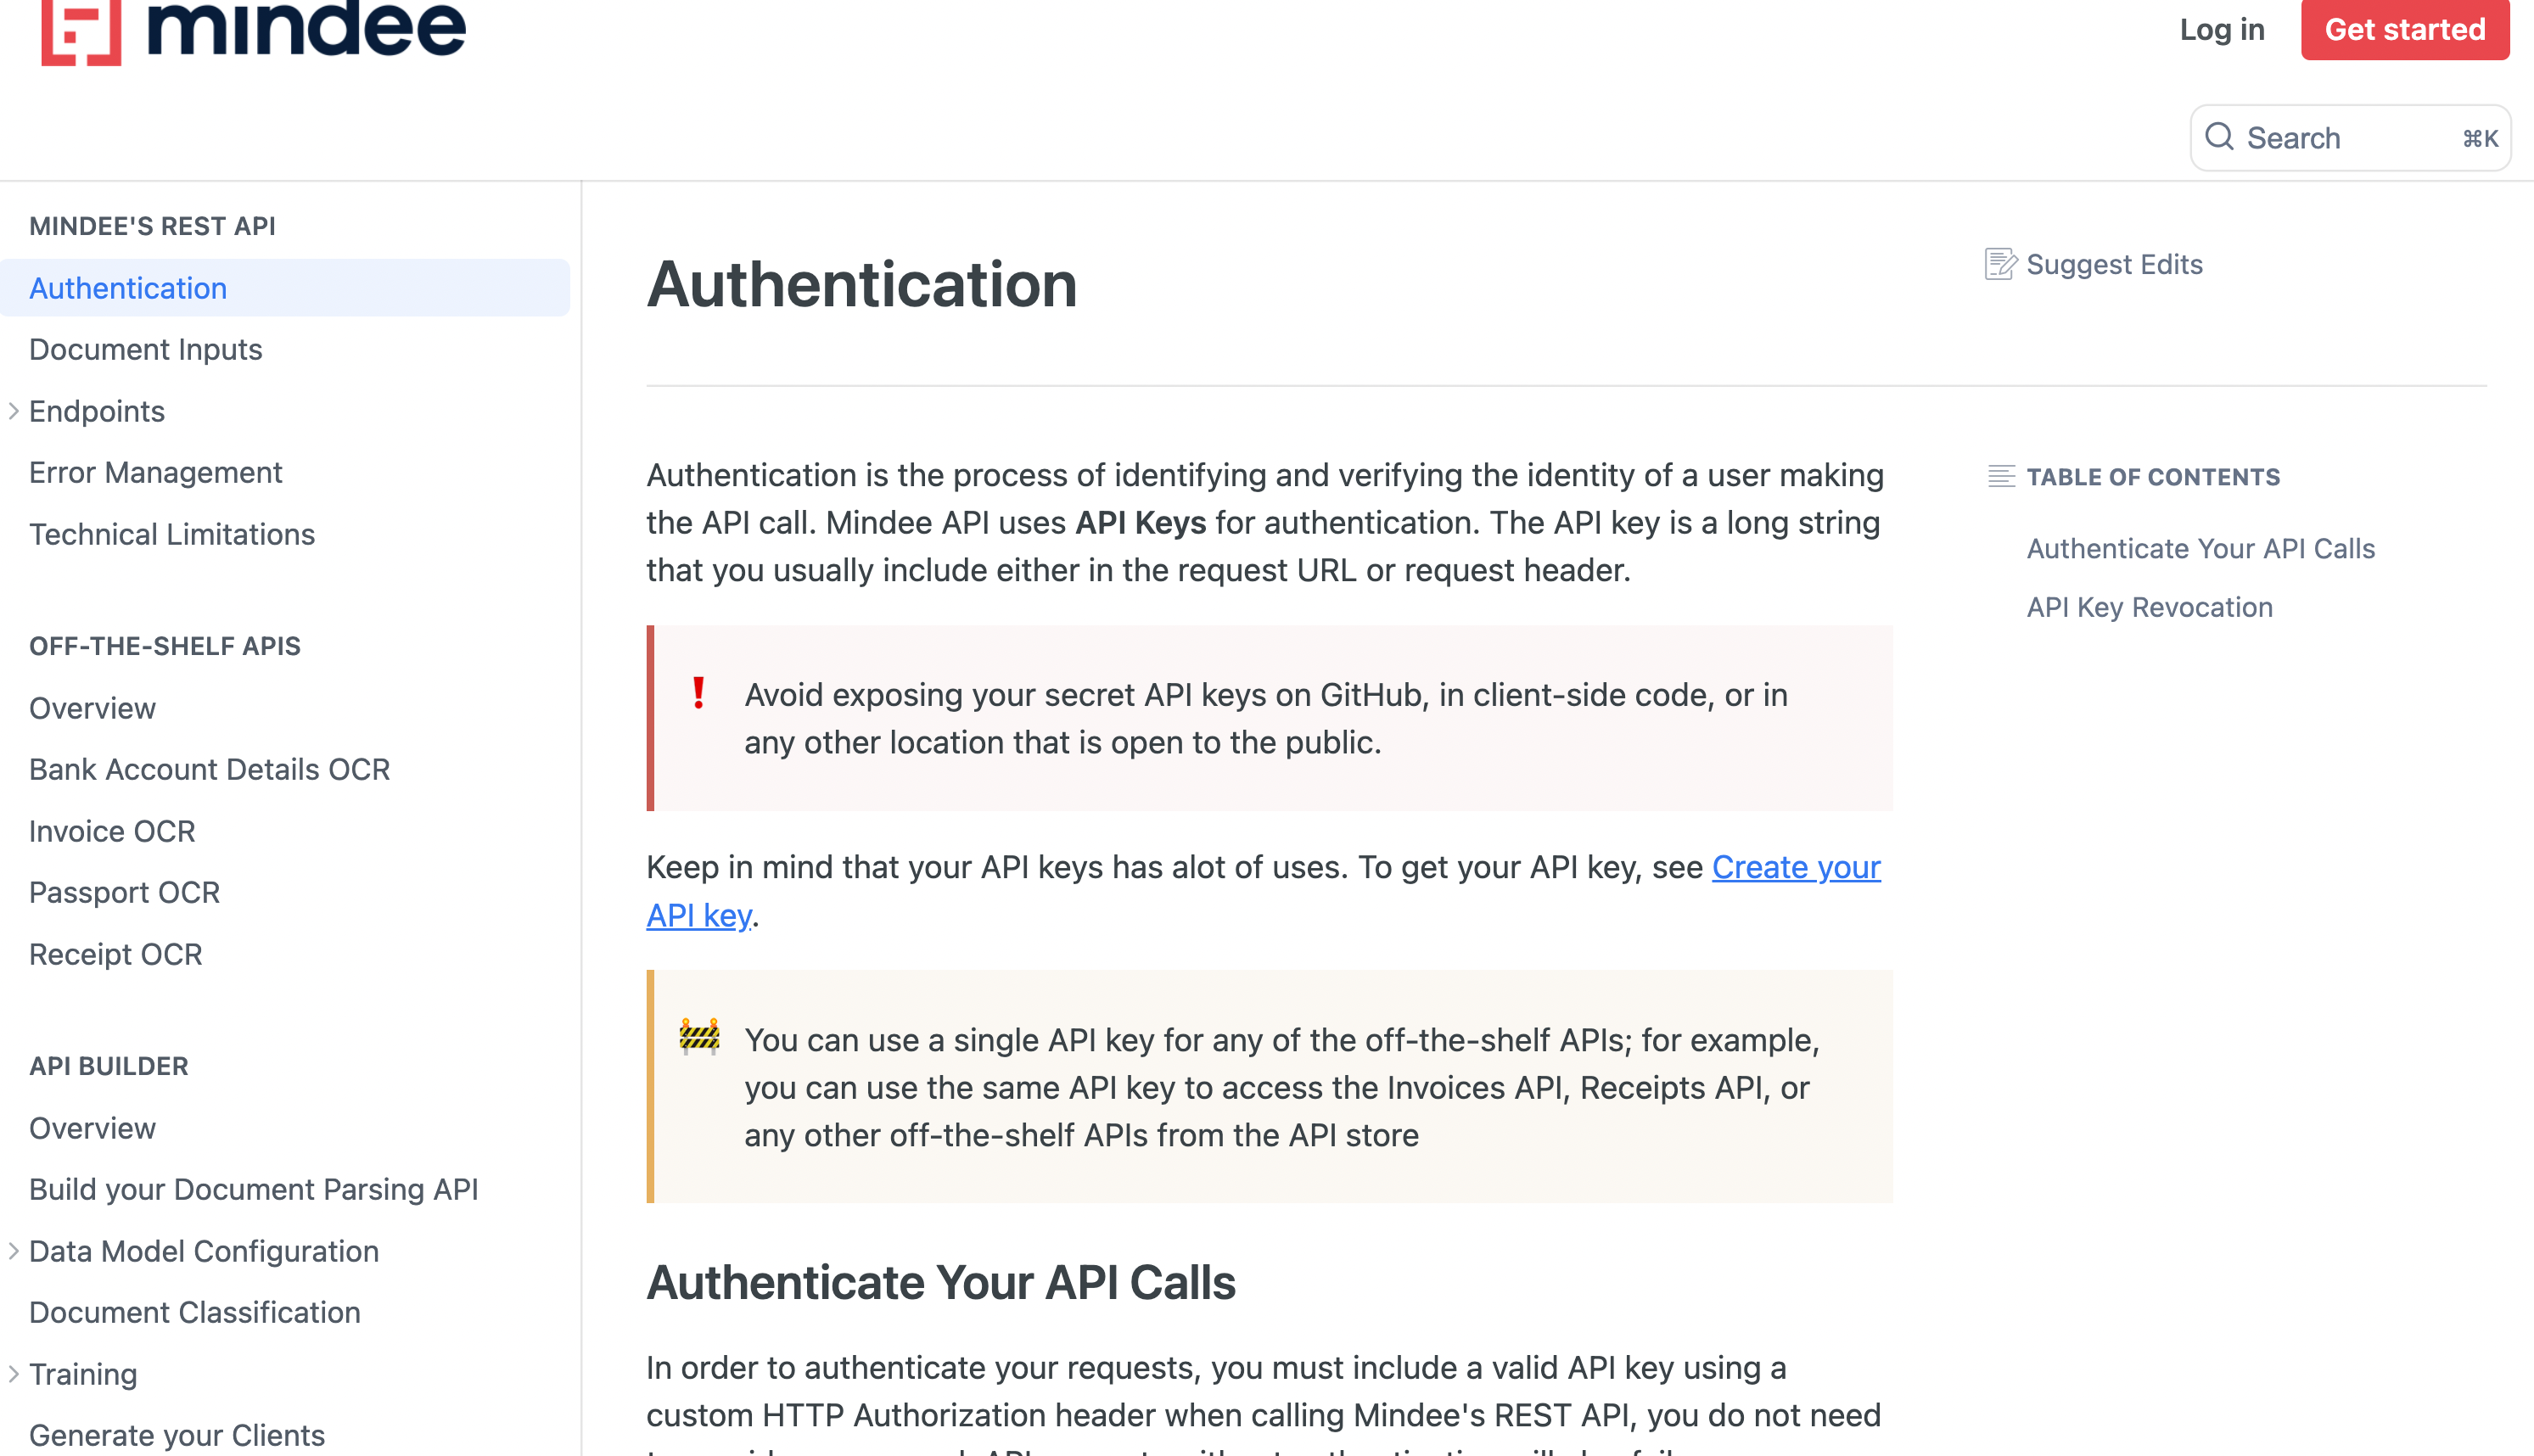 mindee
Log in
Get started
Search
⌘K
MINDEE'S REST API
Authentication
Document Inputs
Endpoints
Error Management
Technical Limitations
OFF-THE-SHELF APIS
Overview
Bank Account Details OCR
Invoice OCR
Passport OCR
Receipt OCR
API BUILDER
Overview
Build your Document Parsing API
Data Model Configuration
Document Classification
Training
Generate your Clients
Authentication
Suggest Edits
Authentication is the process of identifying and verifying the identity of a user making
the API call. Mindee API uses API Keys for authentication. The API key is a long string
that you usually include either in the request URL or request header.
Avoid exposing your secret API keys on GitHub, in client-side code, or in
any other location that is open to the public.
Keep in mind that your API keys has alot of uses. To get your API key, see Create your
API key.
You can use a single API key for any of the off-the-shelf APIs; for example,
you can use the same API key to access the Invoices API, Receipts API, or
any other off-the-shelf APIs from the API store
Authenticate Your API Calls
In order to authenticate your requests, you must include a valid API key using a
custom HTTP Authorization header when calling Mindee's REST API, you do not need
TABLE OF CONTENTS
Authenticate Your API Calls
API Key Revocation